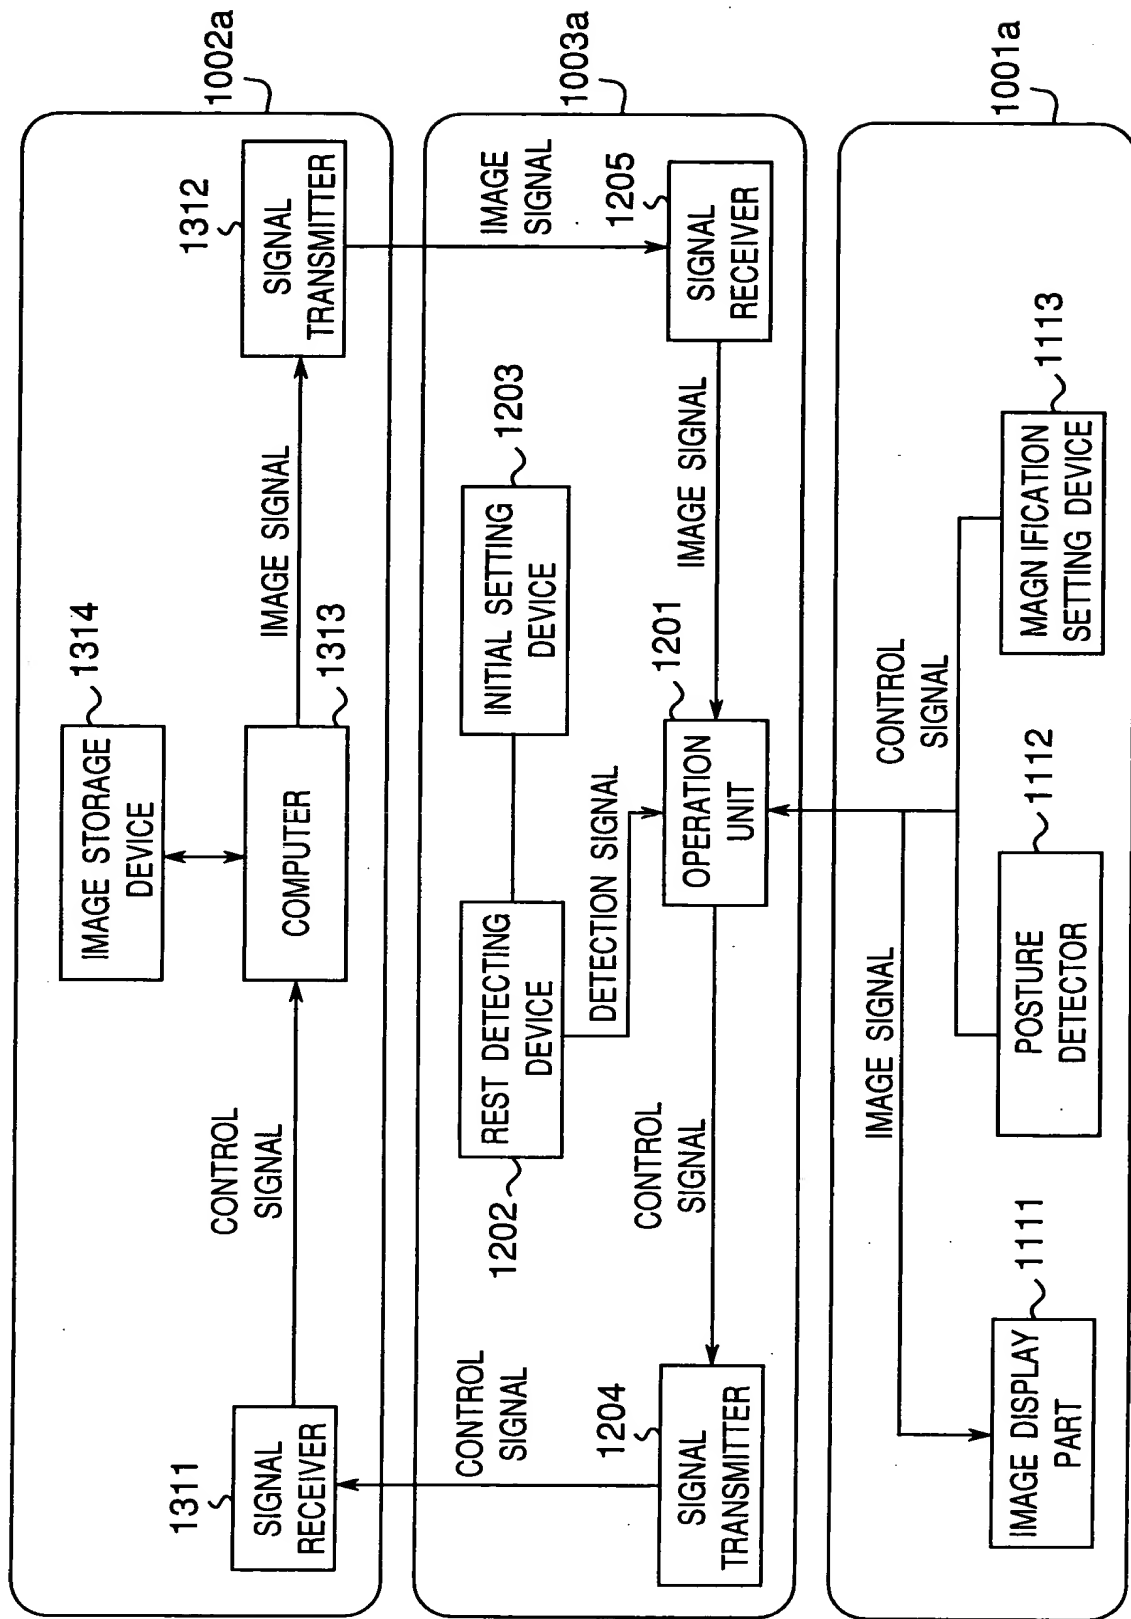 1002a
1314
IMAGE STORAGE
DEVICE
1312
SIGNAL
TRANSMITTER
1311
SIGNAL
RECEIVER
CONTROL
SIGNAL
COMPUTER
1313
IMAGE SIGNAL
1003a
CONTROL
SIGNAL
1202
REST DETECTING
DEVICE
INITIAL SETTING
DEVICE
1203
IMAGE
SIGNAL
1204
SIGNAL
TRANSMITTER
CONTROL
SIGNAL
DETECTION SIGNAL
OPERATION
UNIT
1201
IMAGE SIGNAL
1205
SIGNAL
RECEIVER
1001a
IMAGE SIGNAL
CONTROL
SIGNAL
IMAGE DISPLAY
PART
1111
POSTURE
DETECTOR
1112
MAGNIFICATION
SETTING DEVICE
1113